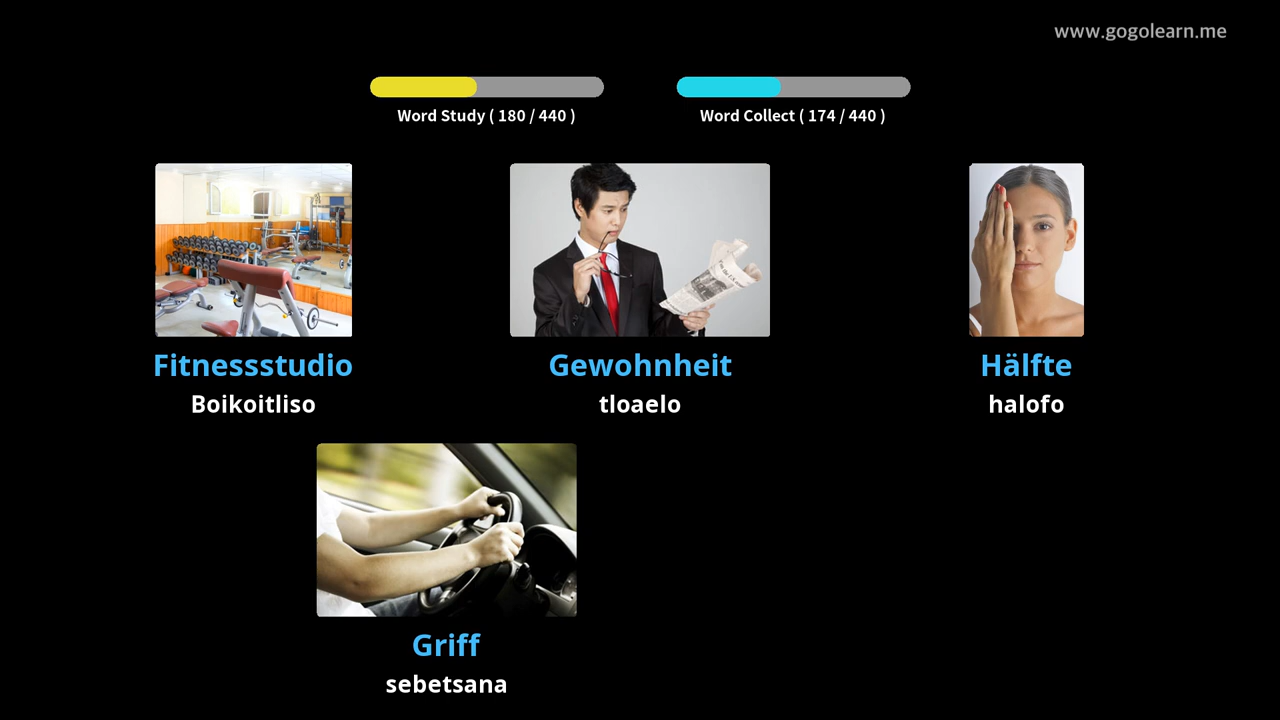 www.gogolearn.me
Word Study ( 180 / 440 )
Word Collect ( 174 / 440 )
Fitnessstudio
Boikoitliso
Gewohnheit
tloaelo
Hälfte
halofo
Griff
sebetsana